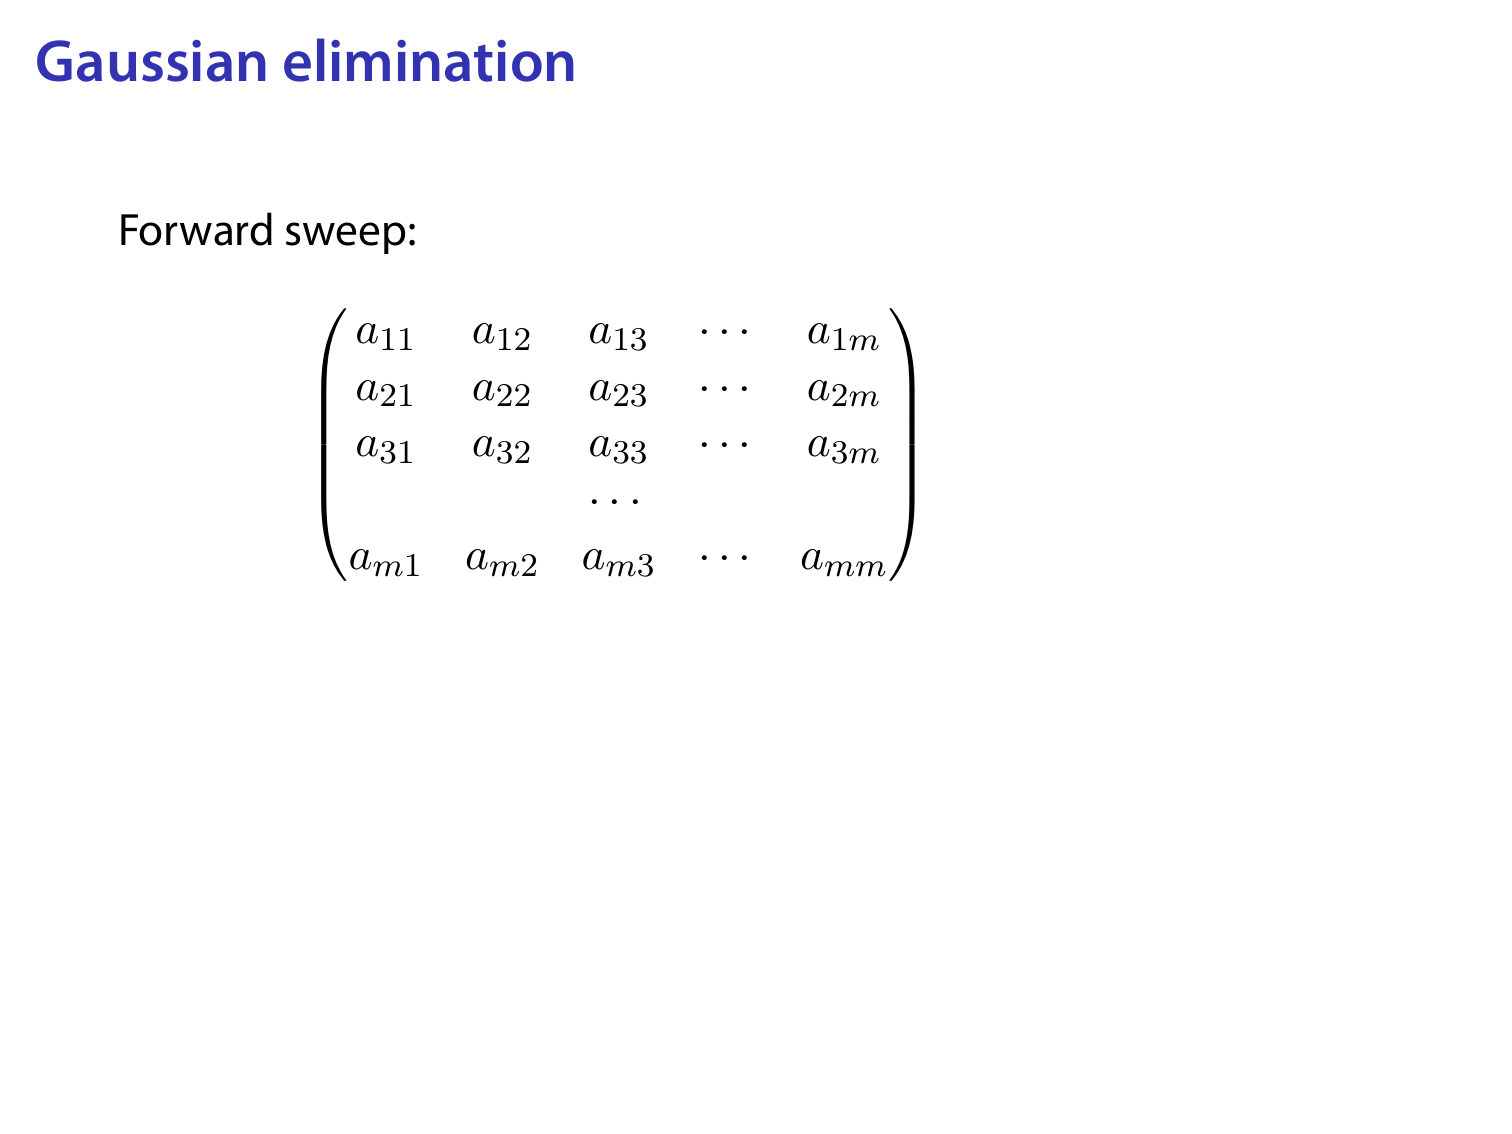 Gaussian elimination
Forward sweep:
a₁₁ a₁₂ a₁₃ ⋯ a₁ₘ
a₂₁ a₂₂ a₂₃ ⋯ a₂ₘ
a₃₁ a₃₂ a₃₃ ⋯ a₃ₘ
⋯
aₘ₁ aₘ₂ aₘ₃ ⋯ aₘₘ